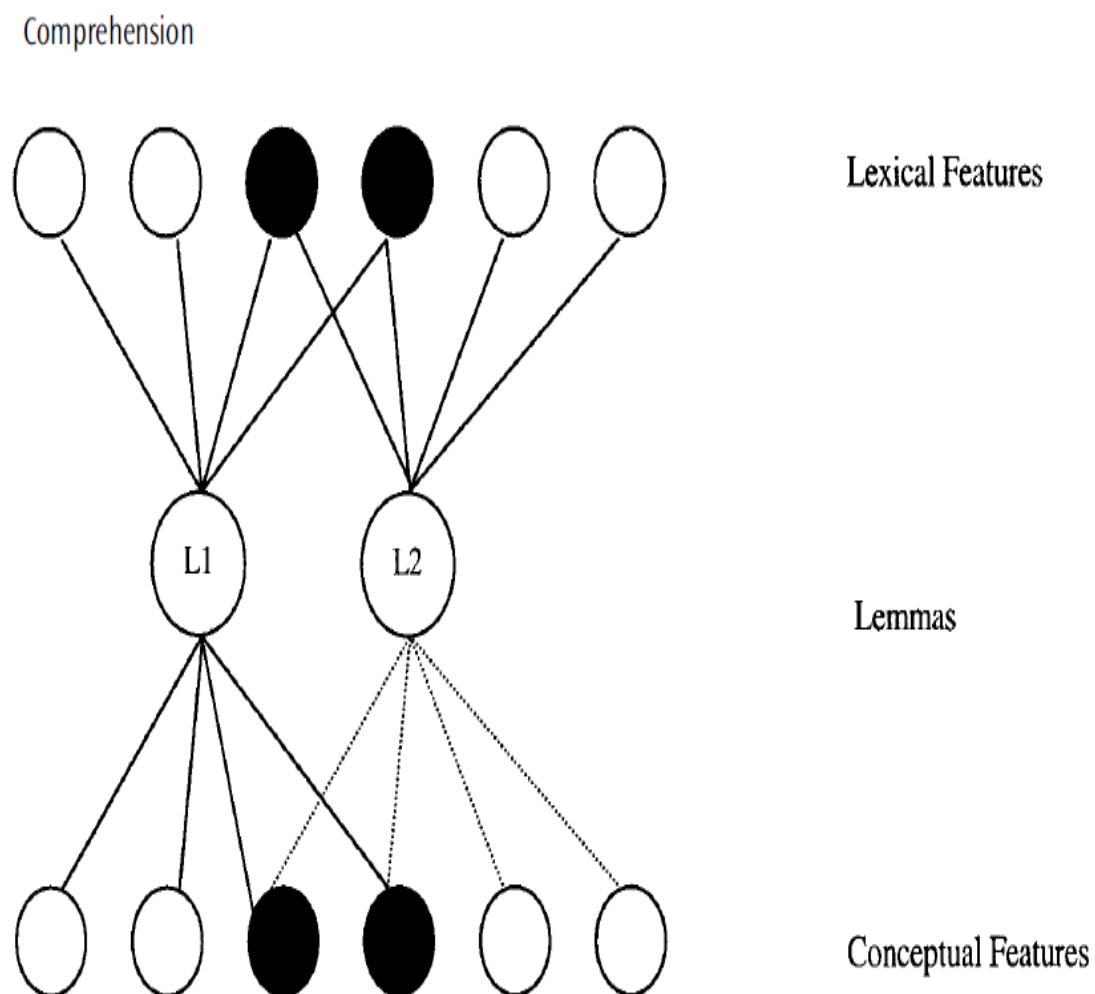 Comprehension
Lexical Features
L1
L2
Lemmas
Conceptual Features